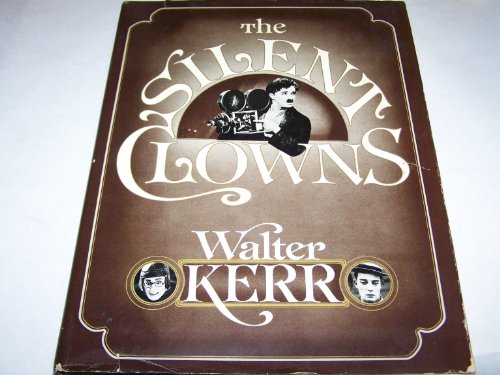 The
SILENT
CLOWNS
Walter
KERR